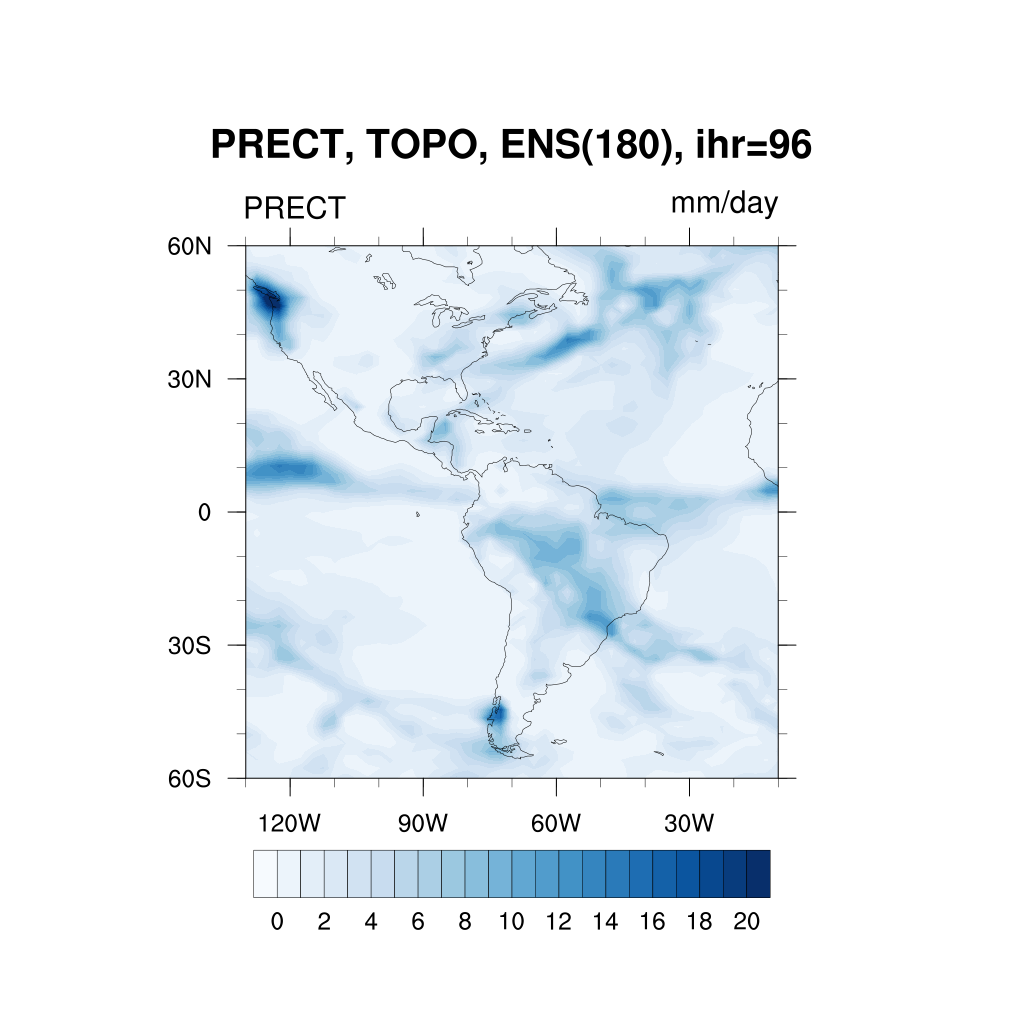 PRECT, TOPO, ENS(180), ihr=96
PRECT mm/day
60N
30N
0
30S
60S
120W 90W 60W 30W
0 2 4 6 8 10 12 14 16 18 20